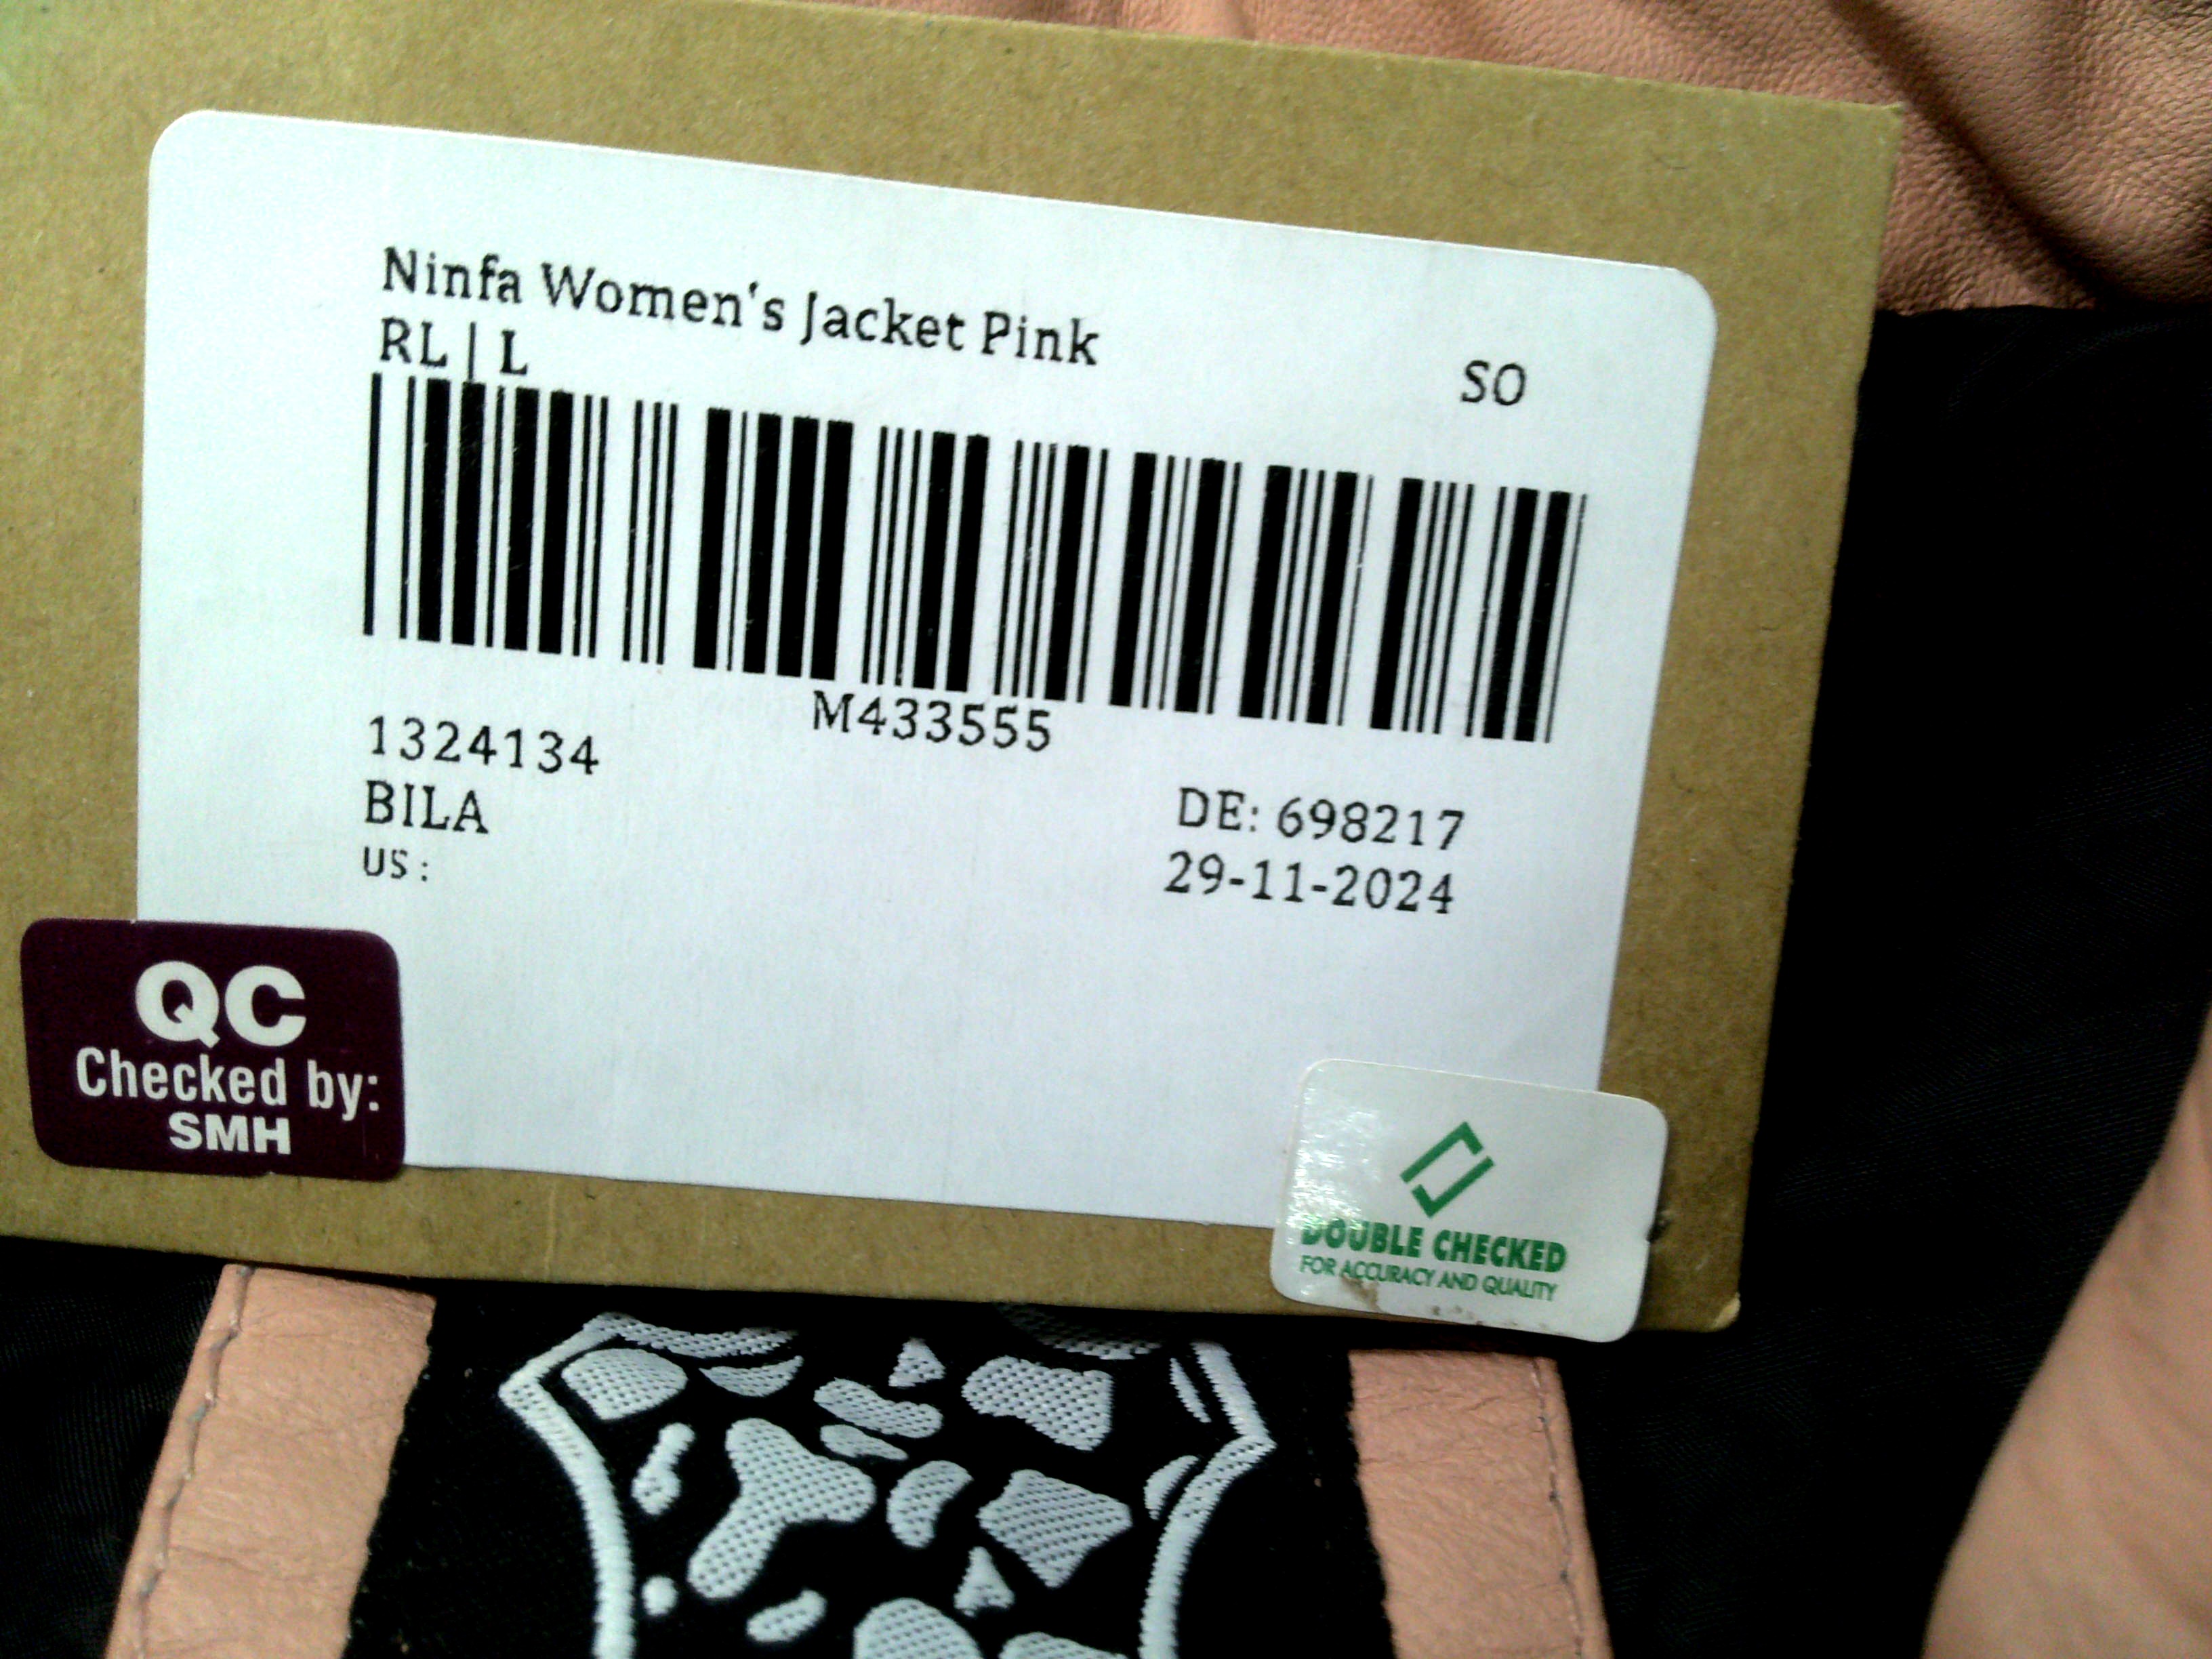 Ninfa Women's Jacket Pink
RL | L
SO
M433555
1324134
BILA
DE: 698217
US :
29-11-2024
QC
Checked by:
SMH
DOUBLE CHECKED
FOR ACCURACY AND QUALITY